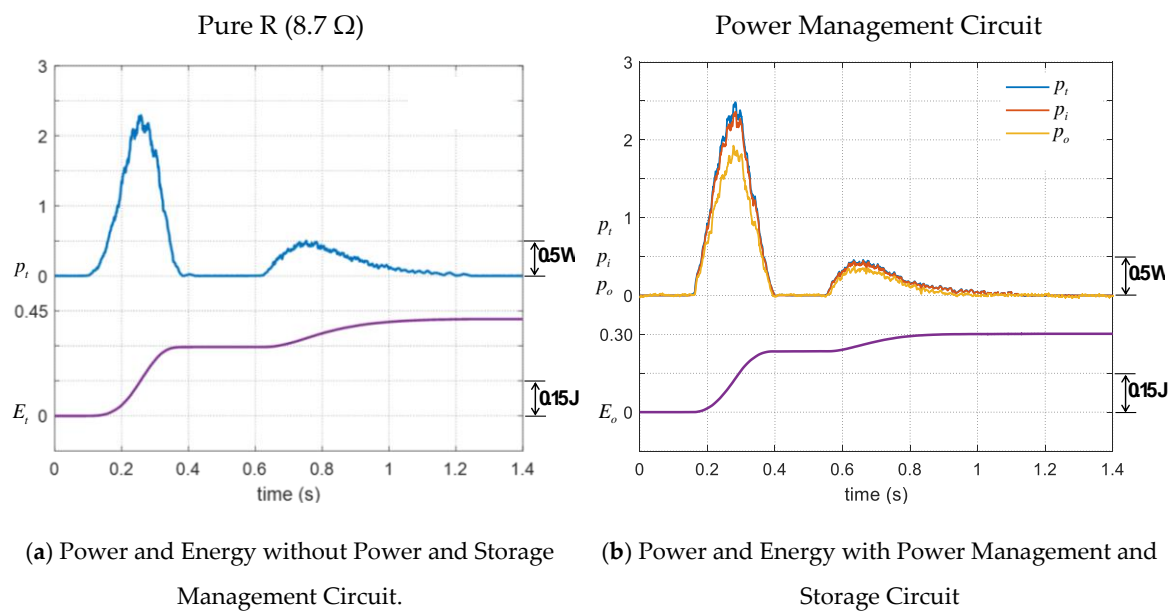 Pure R (8.7 Ω)
3
2
1
p_t 0
0.5W
0.45
0.15J
E_t 0
0 0.2 0.4 0.6 0.8 1 1.2 1.4
time (s)
(a) Power and Energy without Power and Storage
Management Circuit.
Power Management Circuit
3
p_t
p_i
p_o
2
1
p_t
p_i
p_o 0
0.5W
0.30
0.15J
E_o 0
0 0.2 0.4 0.6 0.8 1 1.2 1.4
time (s)
(b) Power and Energy with Power Management and
Storage Circuit